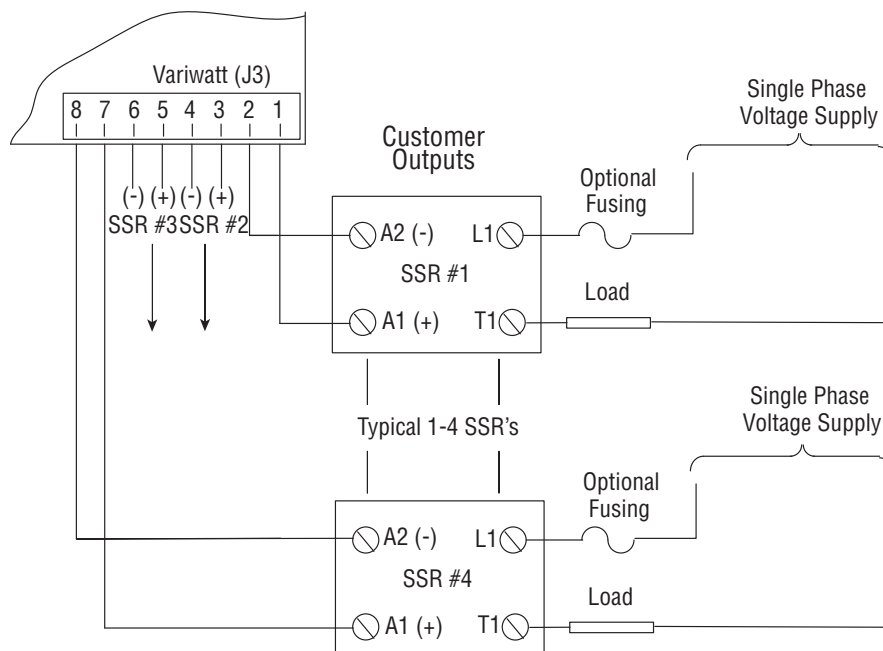 Variwatt (J3)
8 7 6 5 4 3 2 1
(-) (+) (-) (+)
SSR #3 SSR #2
Customer
Outputs
A2 (-) L1
SSR #1
A1 (+) T1
Optional
Fusing
Single Phase
Voltage Supply
Load
Typical 1-4 SSR's
A2 (-) L1
SSR #4
A1 (+) T1
Optional
Fusing
Single Phase
Voltage Supply
Load